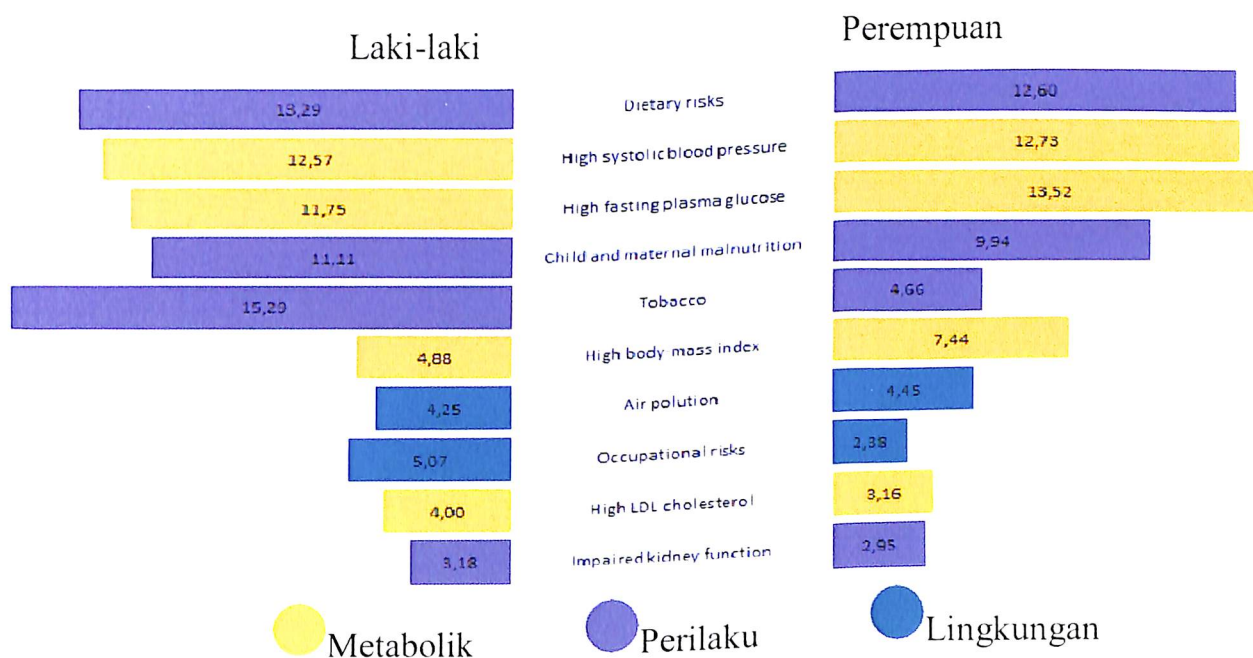 Laki-laki
Perempuan
13,29 Dietary risks 12,60
12,57 High systolic blood pressure 12,73
11,75 High fasting plasma glucose 13,52
11,11 Child and maternal malnutrition 9,94
15,29 Tobacco 4,66
4,88 High body mass index 7,44
4,25 Air polution 4,45
5,07 Occupational risks 2,38
4,00 High LDL cholesterol 3,16
3,18 Impaired kidney function 2,95
Metabolik
Perilaku
Lingkungan